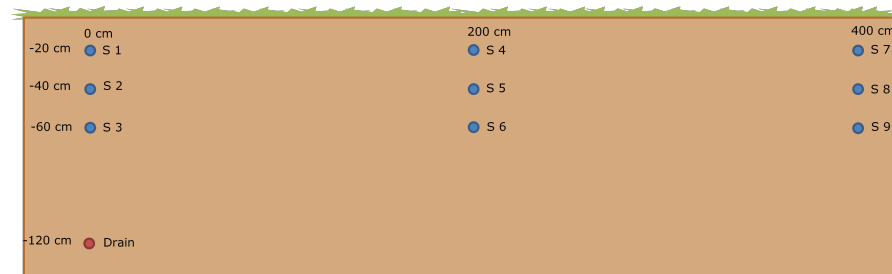 0 cm
200 cm
400 cm
-20 cm
S 1
S 4
S 7
-40 cm
S 2
S 5
S 8
-60 cm
S 3
S 6
S 9
-120 cm
Drain